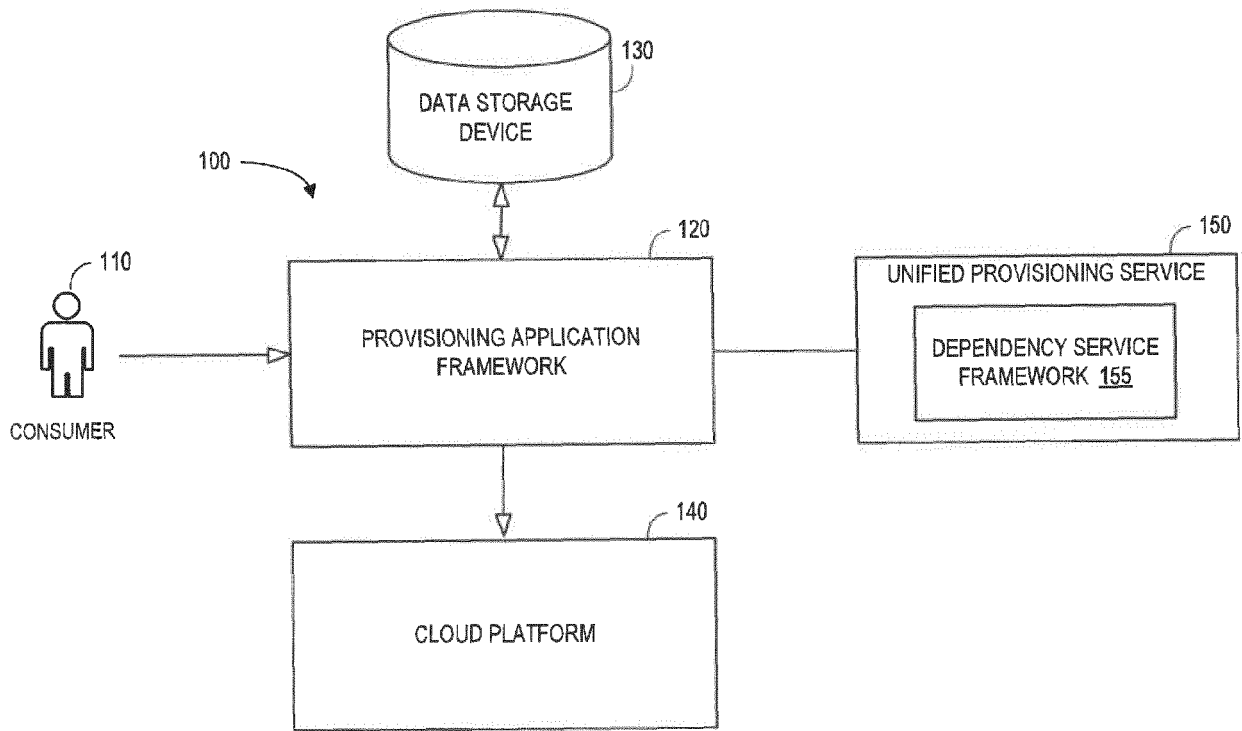 130
DATA STORAGE
DEVICE
100
120
150
110
UNIFIED PROVISIONING SERVICE
PROVISIONING APPLICATION
FRAMEWORK
DEPENDENCY SERVICE
FRAMEWORK 155
CONSUMER
140
CLOUD PLATFORM